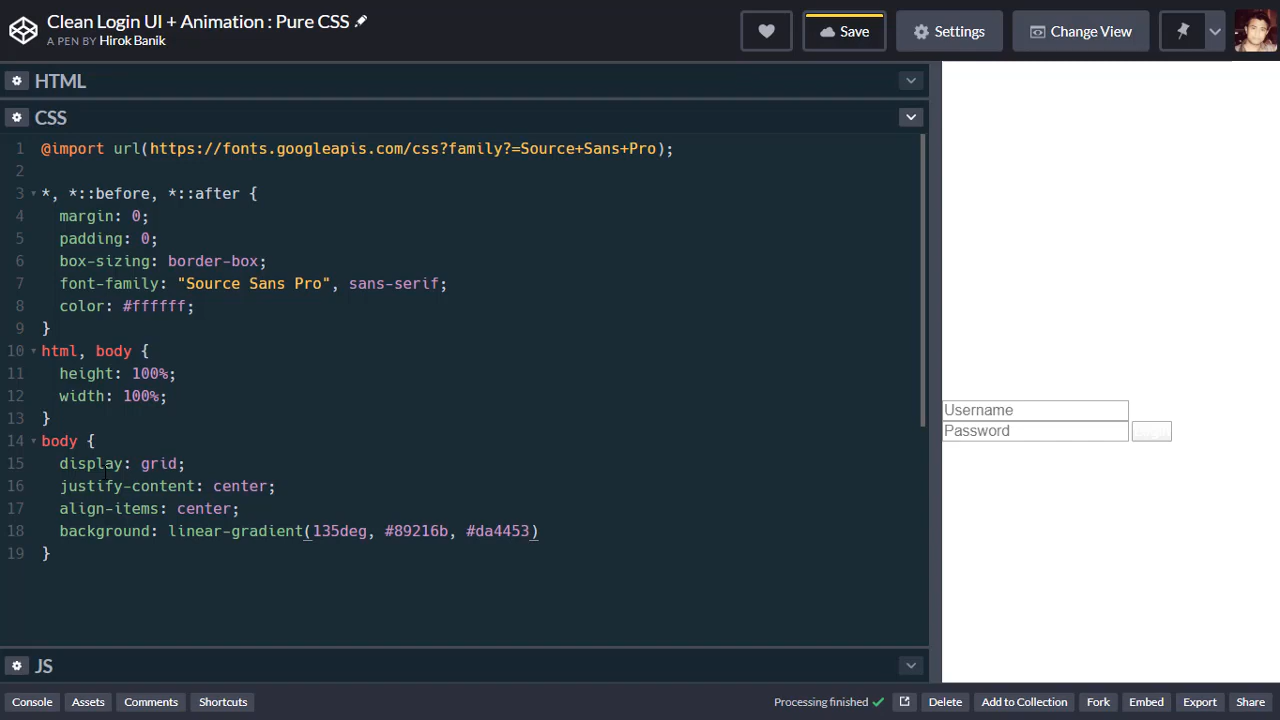 Clean Login UI + Animation : Pure CSS
A PEN BY Hirok Banik
Save
Settings
Change View
HTML
CSS
1 @import url(https://fonts.googleapis.com/css?family?=Source+Sans+Pro);
2
3 *, *::before, *::after {
4 margin: 0;
5 padding: 0;
6 box-sizing: border-box;
7 font-family: "Source Sans Pro", sans-serif;
8 color: #ffffff;
9 }
10 html, body {
11 height: 100%;
12 width: 100%;
13 }
14 body {
15 display: grid;
16 justify-content: center;
17 align-items: center;
18 background: linear-gradient(135deg, #89216b, #da4453)
19 }
Username
Password
JS
Console Assets Comments Shortcuts Processing finished Delete Add to Collection Fork Embed Export Share